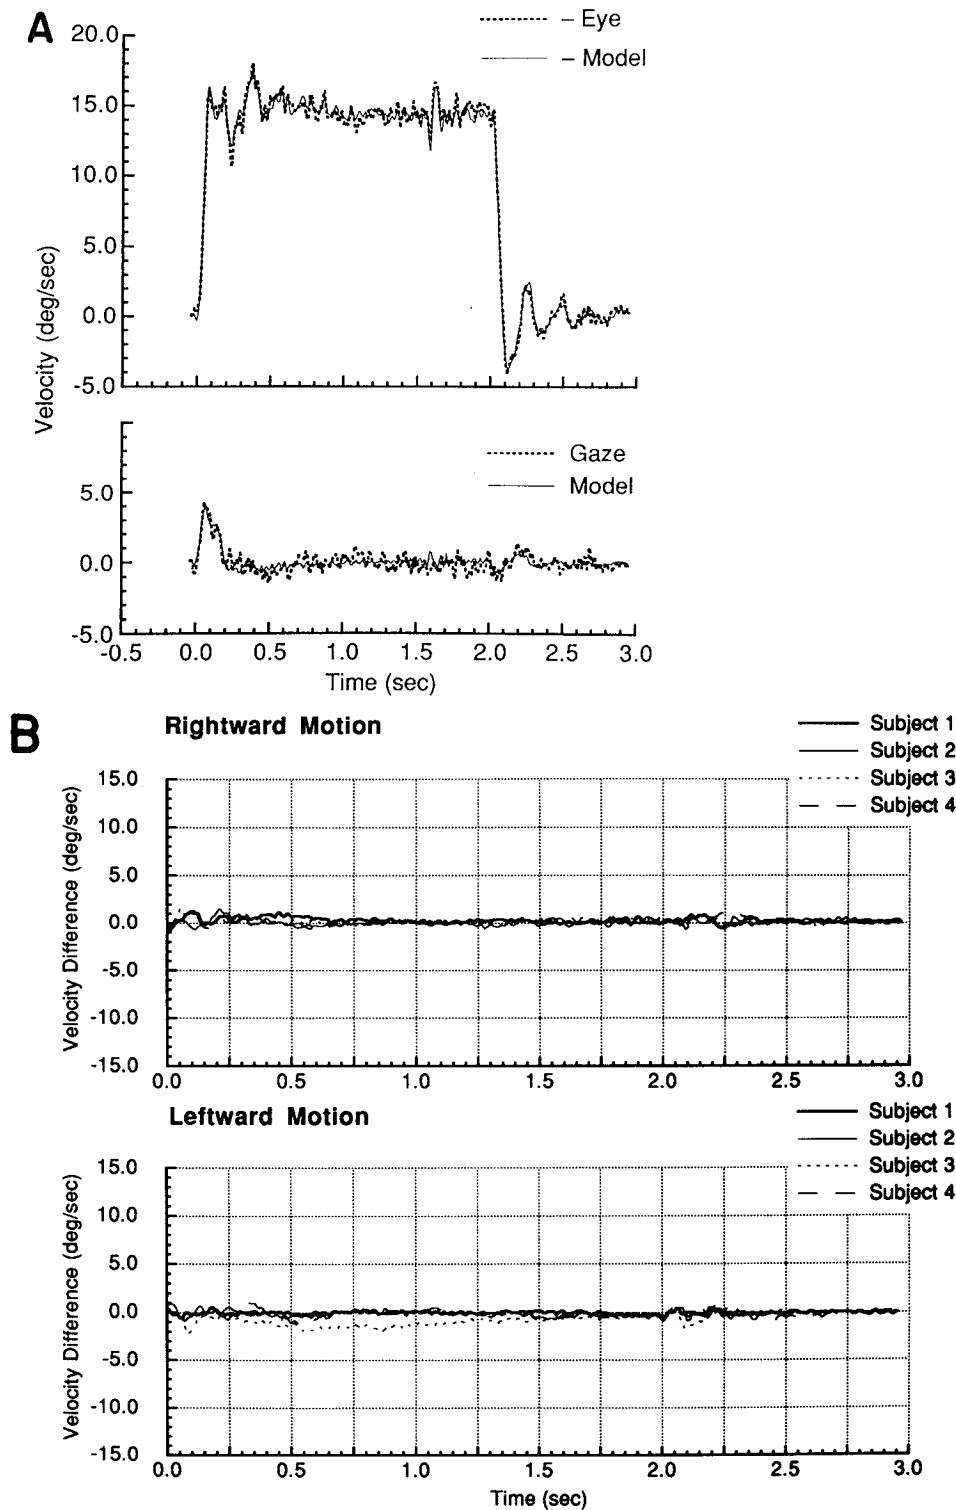 A
– Eye
– Model
20.0
15.0
10.0
5.0
0.0
-5.0
Velocity (deg/sec)
Gaze
Model
5.0
0.0
-5.0
-0.5 0.0 0.5 1.0 1.5 2.0 2.5 3.0
Time (sec)
B
Rightward Motion
Subject 1
Subject 2
Subject 3
Subject 4
15.0
10.0
5.0
0.0
-5.0
-10.0
-15.0
Velocity Difference (deg/sec)
0.0 0.5 1.0 1.5 2.0 2.5 3.0
Leftward Motion
Subject 1
Subject 2
Subject 3
Subject 4
15.0
10.0
5.0
0.0
-5.0
-10.0
-15.0
Velocity Difference (deg/sec)
0.0 0.5 1.0 1.5 2.0 2.5 3.0
Time (sec)